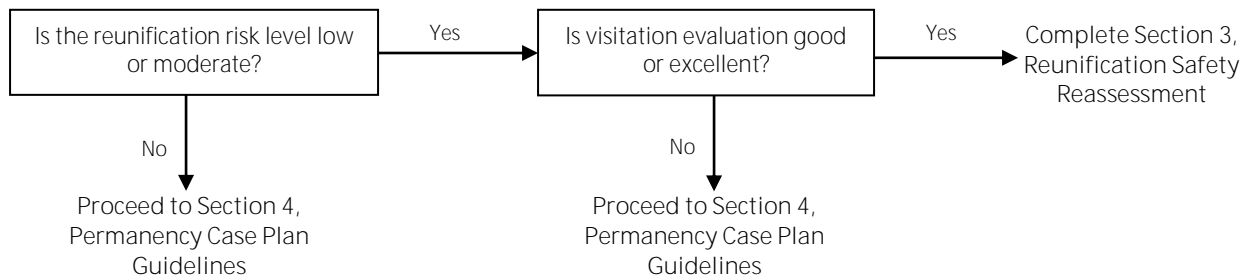 Is the reunification risk level low
or moderate?
Yes
Is visitation evaluation good
or excellent?
Yes
Complete Section 3,
Reunification Safety
Reassessment
No
Proceed to Section 4,
Permanency Case Plan
Guidelines
No
Proceed to Section 4,
Permanency Case Plan
Guidelines